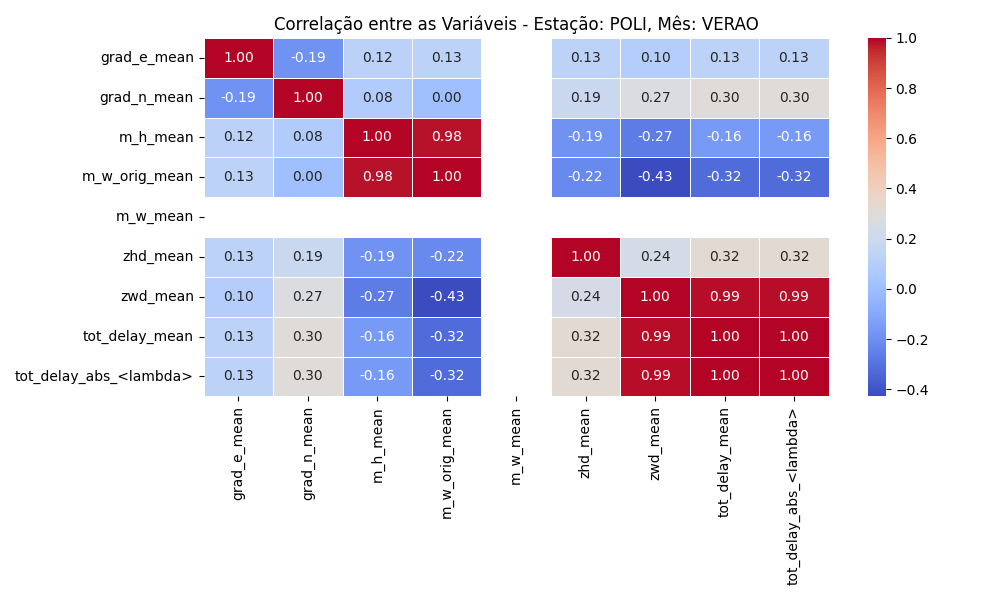 Correlação entre as Variáveis - Estação: POLI, Mês: VERAO
grad_e_mean 1.00 -0.19 0.12 0.13 0.13 0.10 0.13 0.13
grad_n_mean -0.19 1.00 0.08 0.00 0.19 0.27 0.30 0.30
m_h_mean 0.12 0.08 1.00 0.98 -0.19 -0.27 -0.16 -0.16
m_w_orig_mean 0.13 0.00 0.98 1.00 -0.22 -0.43 -0.32 -0.32
m_w_mean
zhd_mean 0.13 0.19 -0.19 -0.22 1.00 0.24 0.32 0.32
zwd_mean 0.10 0.27 -0.27 -0.43 0.24 1.00 0.99 0.99
tot_delay_mean 0.13 0.30 -0.16 -0.32 0.32 0.99 1.00 1.00
tot_delay_abs_<lambda> 0.13 0.30 -0.16 -0.32 0.32 0.99 1.00 1.00
grad_e_mean
grad_n_mean
m_h_mean
m_w_orig_mean
m_w_mean
zhd_mean
zwd_mean
tot_delay_mean
tot_delay_abs_<lambda>
1.0
0.8
0.6
0.4
0.2
0.0
−0.2
−0.4